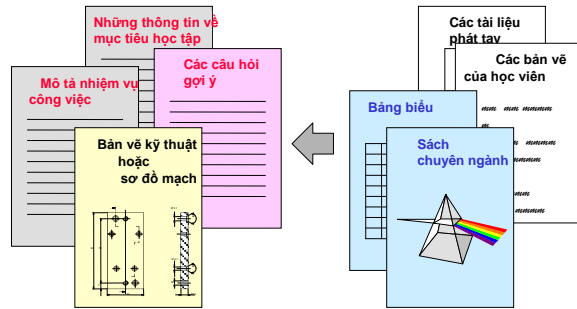 Những thông tin về
mục tiêu học tập
Mô tả nhiệm vụ
công việc
Các câu hỏi
gợi ý
Bản vẽ kỹ thuật
hoặc
sơ đồ mạch
Các tài liệu
phát tay
Các bản vẽ
của học viên
Bảng biểu
Sách
chuyên ngành